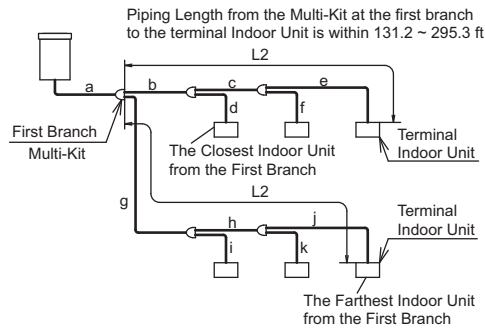 Piping Length from the Multi-Kit at the first branch
to the terminal Indoor Unit is within 131.2 ~ 295.3 ft
L2
a
b
c
e
d
f
First Branch
Multi-Kit
The Closest Indoor Unit
from the First Branch
Terminal
Indoor Unit
L2
g
h
j
i
k
Terminal
Indoor Unit
The Farthest Indoor Unit
from the First Branch